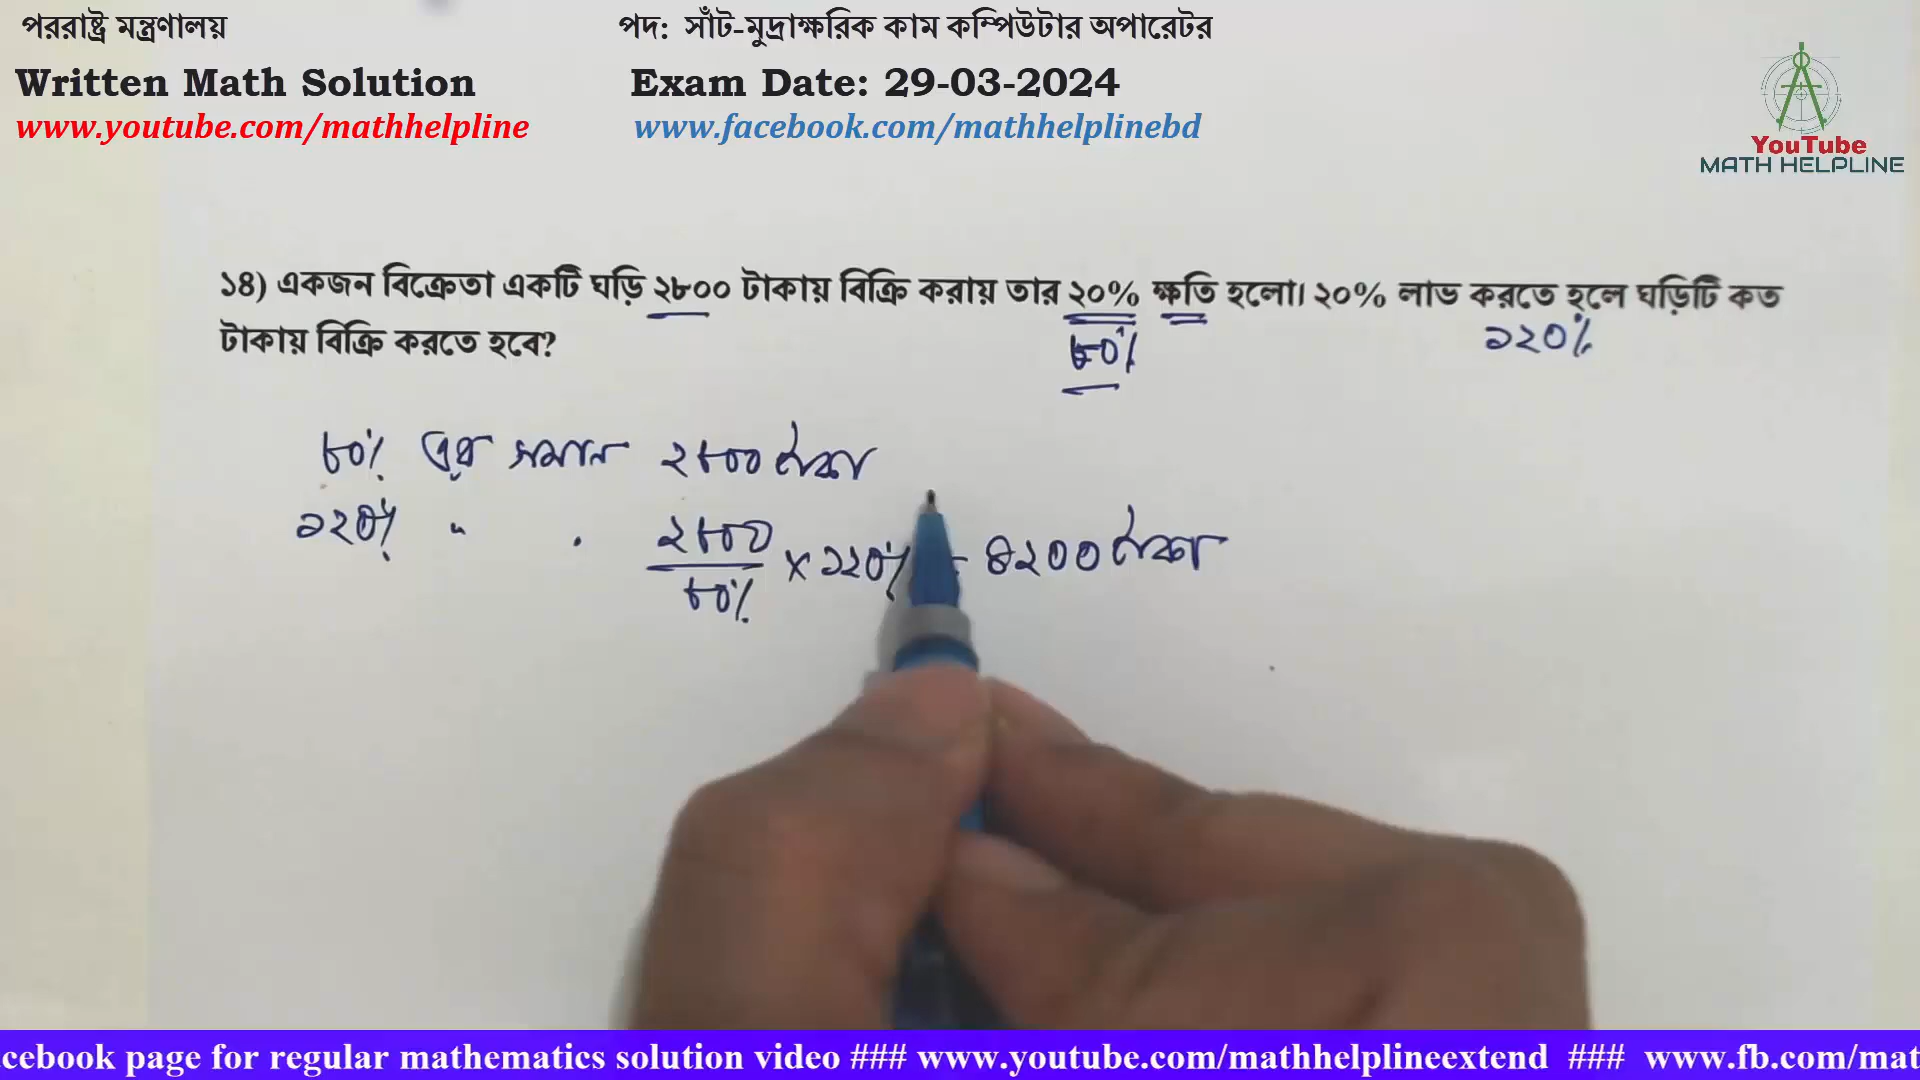 পররাষ্ট্র মন্ত্রণালয়
পদ: সাঁট-মুদ্রাক্ষরিক কাম কম্পিউটার অপারেটর
Written Math Solution
Exam Date: 29-03-2024
www.youtube.com/mathhelpline
www.facebook.com/mathhelplinebd
YouTube
MATH HELPLINE
১৪) একজন বিক্রেতা একটি ঘড়ি ২৮০০ টাকায় বিক্রি করায় তার ২০% ক্ষতি হলো। ২০% লাভ করতে হলে ঘড়িটি কত
টাকায় বিক্রি করতে হবে?
৮০%
১২০%
৮০% এর সমান ২৮০০ টাকা
১২০% " " ২৮০০
৮০% × ১২০% = ৪২০০ টাকা
cebook page for regular mathematics solution video ### www.youtube.com/mathhelplineextend ### www.fb.com/mat